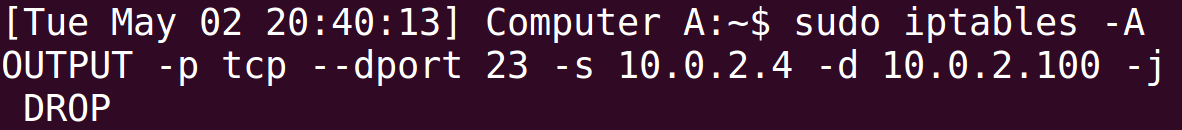 [Tue May 02 20:40:13] Computer A:~$ sudo iptables -A
OUTPUT -p tcp --dport 23 -s 10.0.2.4 -d 10.0.2.100 -j
DROP